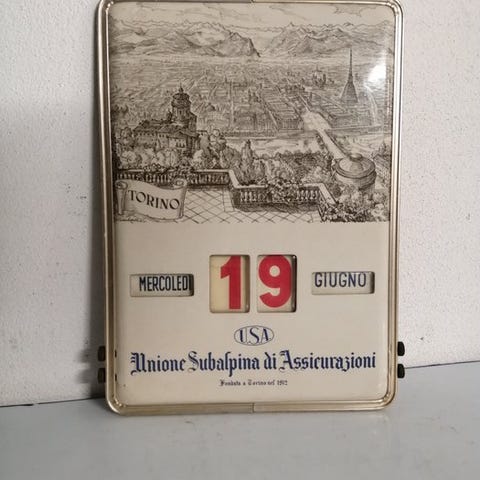 TORINO
MERCOLEDI 19 GIUGNO
USA
Unione Subalpina di Assicurazioni
Fondata a Torino nel 1912